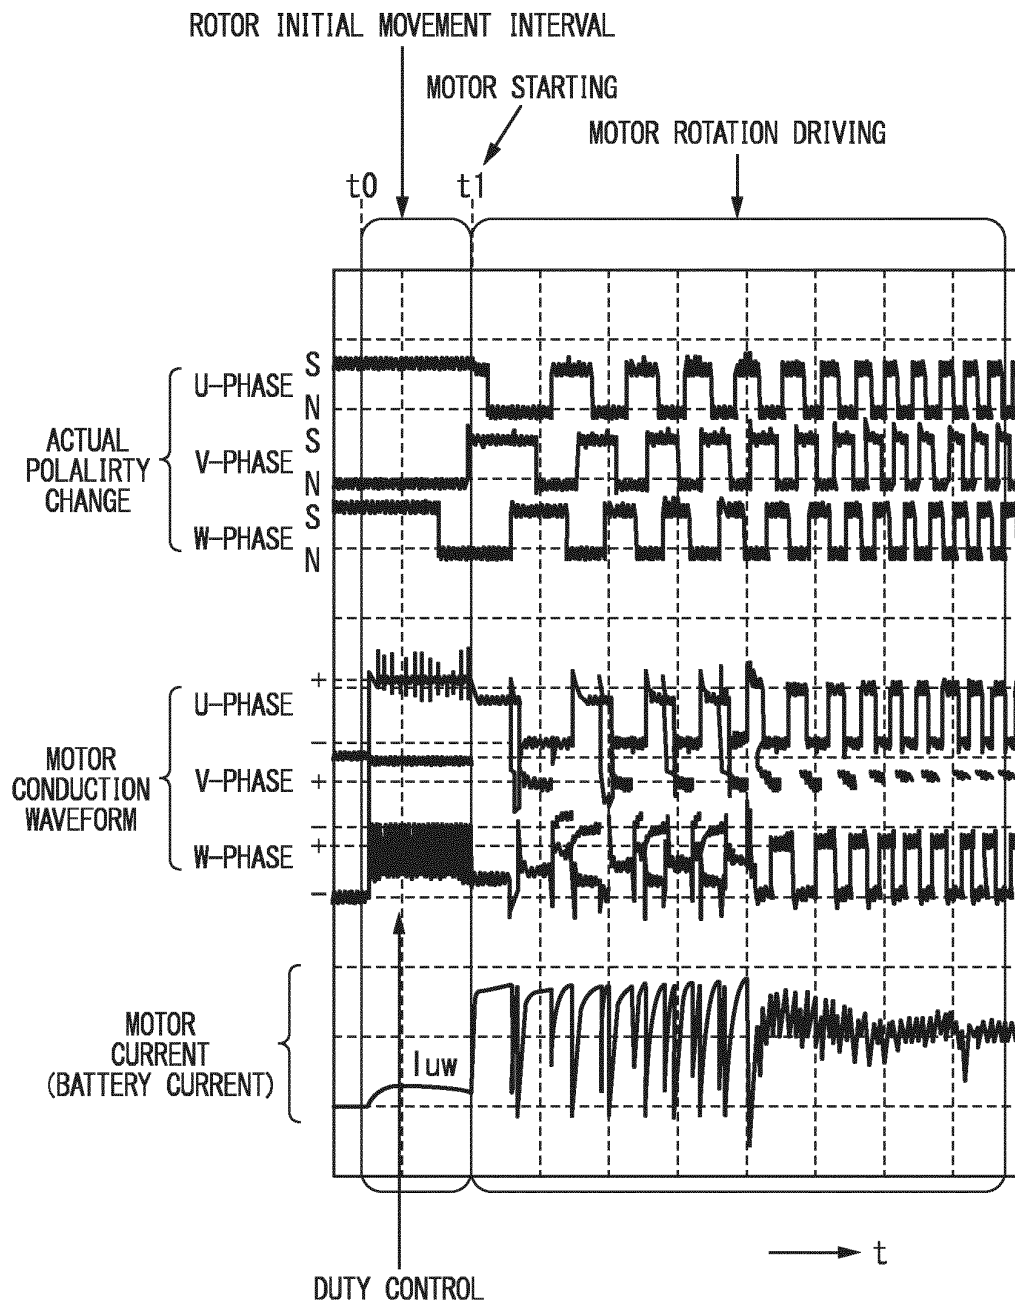 ROTOR INITIAL MOVEMENT INTERVAL
MOTOR STARTING
MOTOR ROTATION DRIVING
t0
t1
ACTUAL
POLALIRTY
CHANGE
U-PHASE
S
N
V-PHASE
S
N
W-PHASE
S
N
MOTOR
CONDUCTION
WAVEFORM
U-PHASE
+
−
V-PHASE
+
−
W-PHASE
+
−
MOTOR
CURRENT
(BATTERY CURRENT)
Iuw
t
DUTY CONTROL